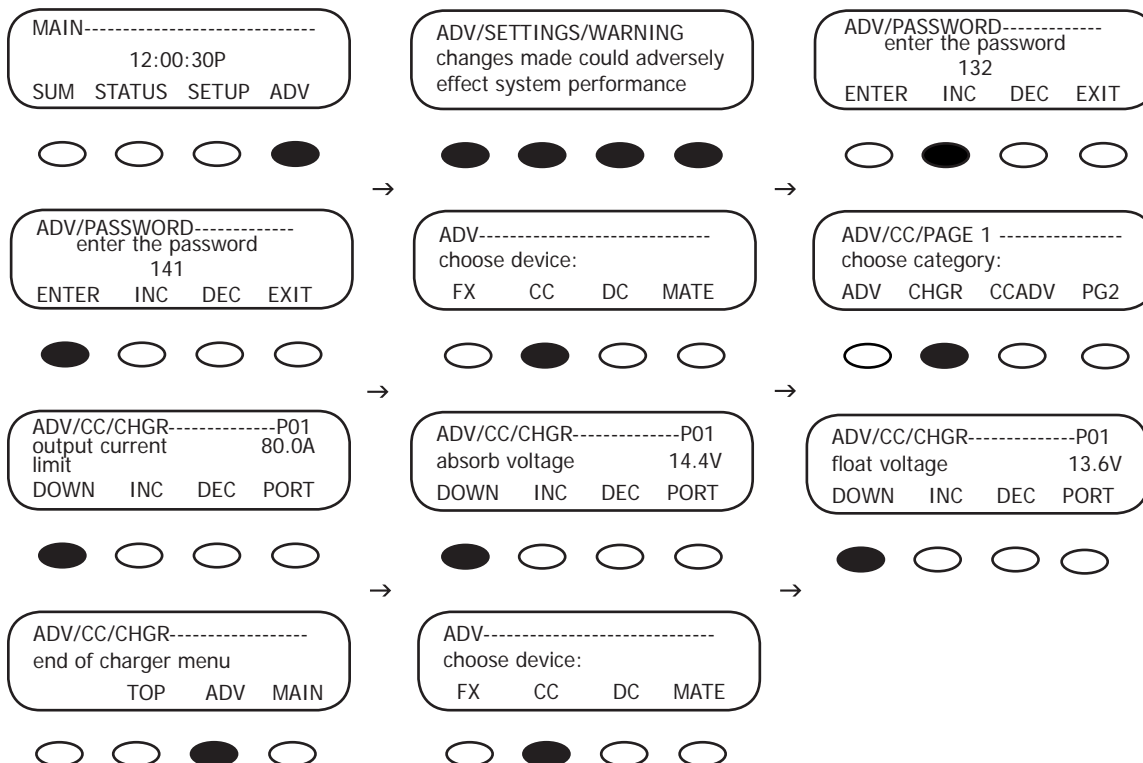 MAIN------------------------------
12:00:30P
SUM STATUS SETUP ADV
ADV/SETTINGS/WARNING
changes made could adversely
effect system performance
ADV/PASSWORD-------------
enter the password
132
ENTER INC DEC EXIT
→
→
ADV/PASSWORD-------------
enter the password
141
ENTER INC DEC EXIT
ADV------------------------------
choose device:
FX CC DC MATE
ADV/CC/PAGE 1 ----------------
choose category:
ADV CHGR CCADV PG2
→
→
ADV/CC/CHGR--------------P01
output current 80.0A
limit
DOWN INC DEC PORT
ADV/CC/CHGR--------------P01
absorb voltage 14.4V
DOWN INC DEC PORT
ADV/CC/CHGR--------------P01
float voltage 13.6V
DOWN INC DEC PORT
→
→
ADV/CC/CHGR------------------
end of charger menu
TOP ADV MAIN
ADV------------------------------
choose device:
FX CC DC MATE